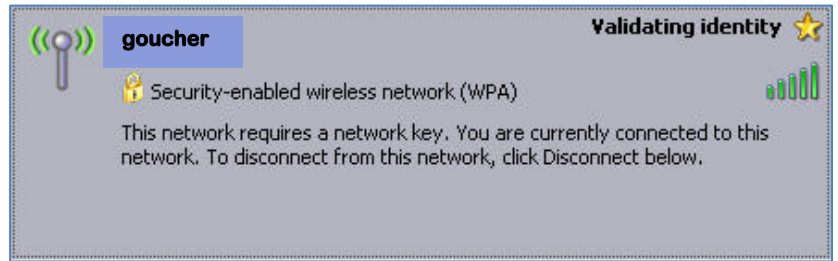 goucher
Validating identity
Security-enabled wireless network (WPA)
This network requires a network key. You are currently connected to this
network. To disconnect from this network, click Disconnect below.